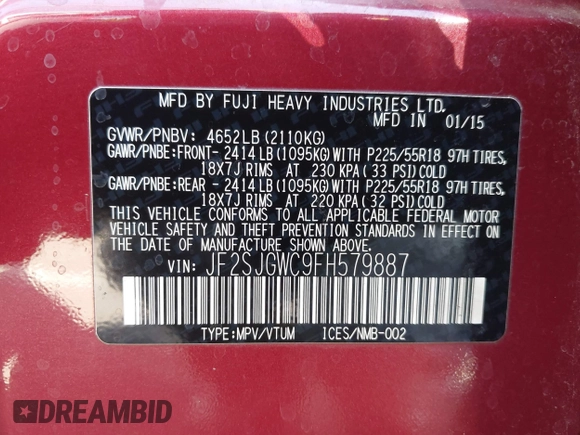 MFD BY FUJI HEAVY INDUSTRIES LTD.
MFD IN 01/15
GVWR/PNBV: 4652LB(2110KG)
GAWR/PNBE:FRONT- 2414LB(1095KG)WITH P225/55R18 97H TIRES,
18X7J RIMS AT 230 KPA(33 PSI)COLD
GAWR/PNBE:REAR - 2414LB(1095KG)WITH P225/55R18 97H TIRES,
18X7J RIMS AT 220 KPA(32 PSI)COLD
THIS VEHICLE CONFORMS TO ALL APPLICABLE FEDERAL MOTOR
VEHICLE SAFETY AND THEFT PREVENTION STANDARDS IN EFFECT
ON THE DATE OF MANUFACTURE SHOWN ABOVE.
VIN: JF2SJGWC9FH579887
TYPE:MPV/VTUM ICES/NMB-002
DREAMBID